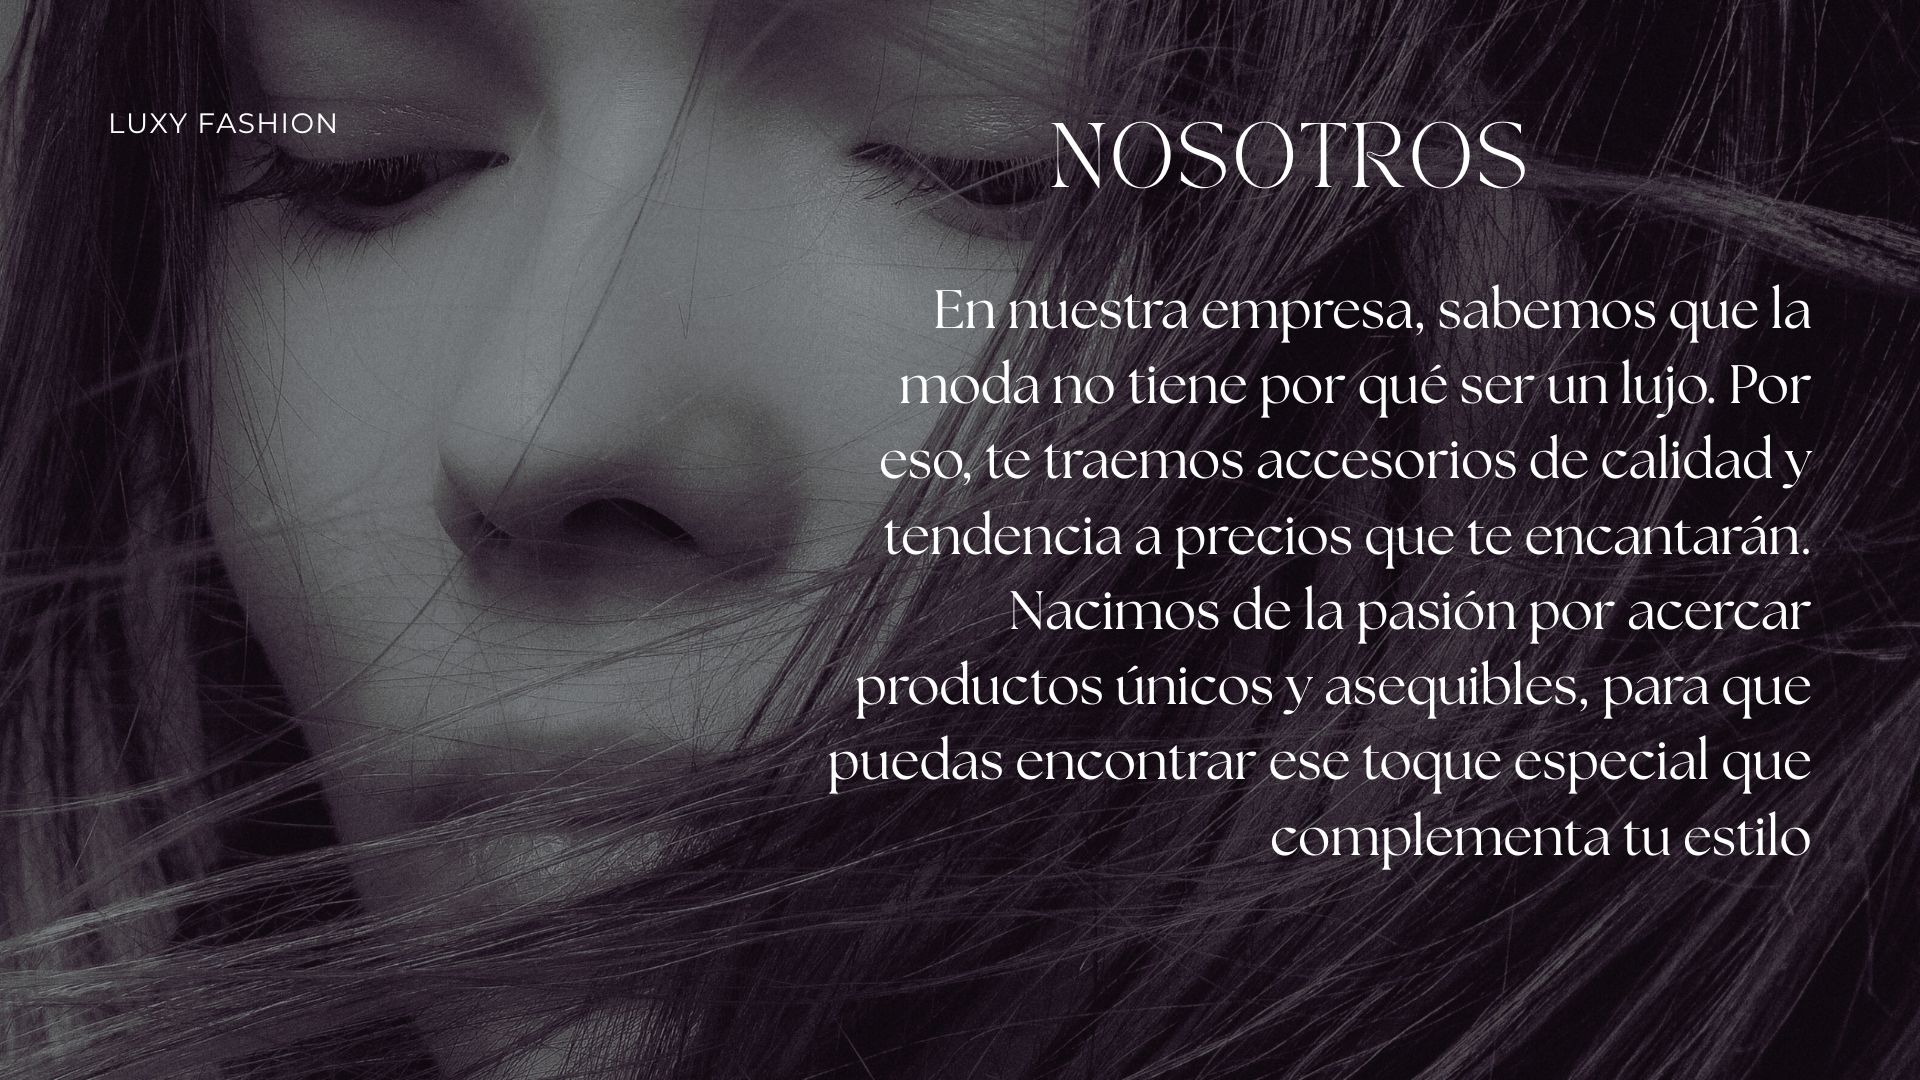 LUXY FASHION
NOSOTROS
En nuestra empresa, sabemos que la
moda no tiene por qué ser un lujo. Por
eso, te traemos accesorios de calidad y
tendencia a precios que te encantarán.
Nacimos de la pasión por acercar
productos únicos y asequibles, para que
puedas encontrar ese toque especial que
complementa tu estilo